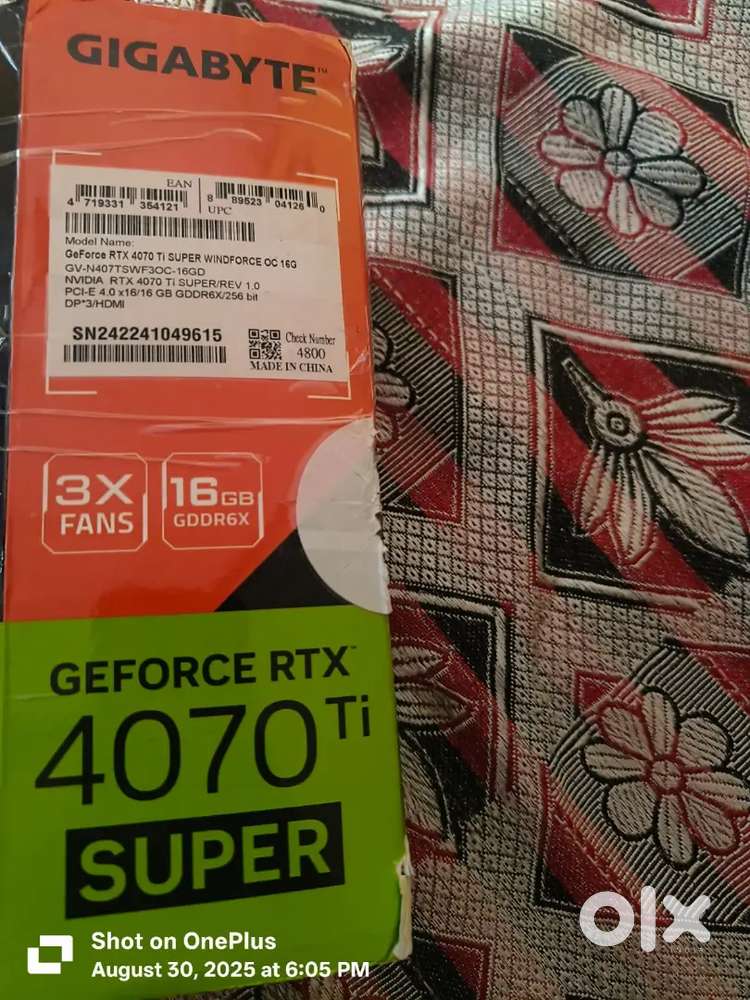 GIGABYTE™
EAN
4 719331 354121
UPC
8 89523 04126 0
Model Name:
GeForce RTX 4070 Ti SUPER WINDFORCE OC 16G
GV-N407TSWF3OC-16GD
NVIDIA RTX 4070 Ti SUPER/REV 1.0
PCI-E 4.0 x16/16 GB GDDR6X/256 bit
DP*3/HDMI
SN242241049615
Check Number
4800
MADE IN CHINA
3X
FANS
16GB
GDDR6X
GEFORCE RTX™
4070 Ti
SUPER
olx
Shot on OnePlus
August 30, 2025 at 6:05 PM